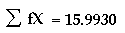 ∑ fX = 15.9930